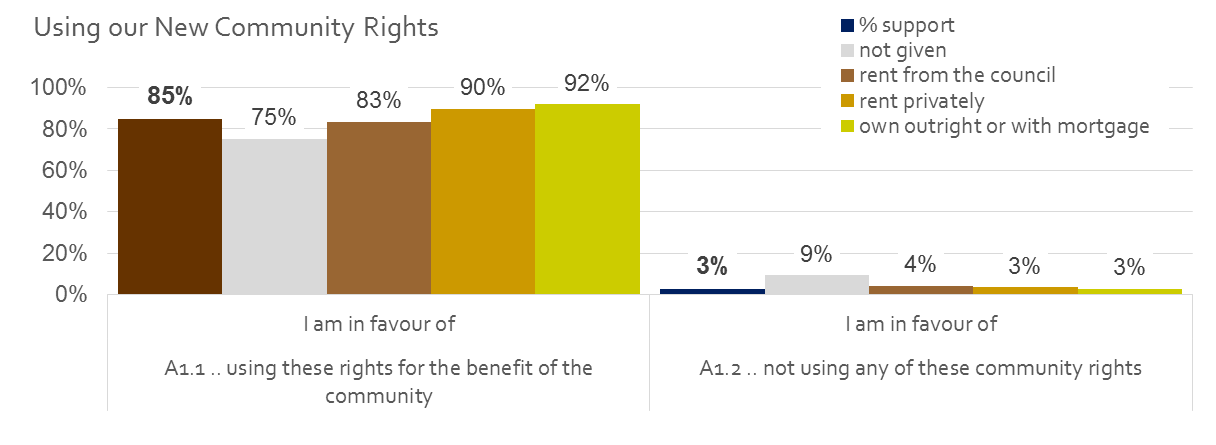 Using our New Community Rights
% support
not given
rent from the council
rent privately
own outright or with mortgage
100%
80%
60%
40%
20%
0%
85%
75%
83%
90%
92%
3%
9%
4%
3%
3%
I am in favour of
A1.1 .. using these rights for the benefit of the
community
I am in favour of
A1.2 .. not using any of these community rights